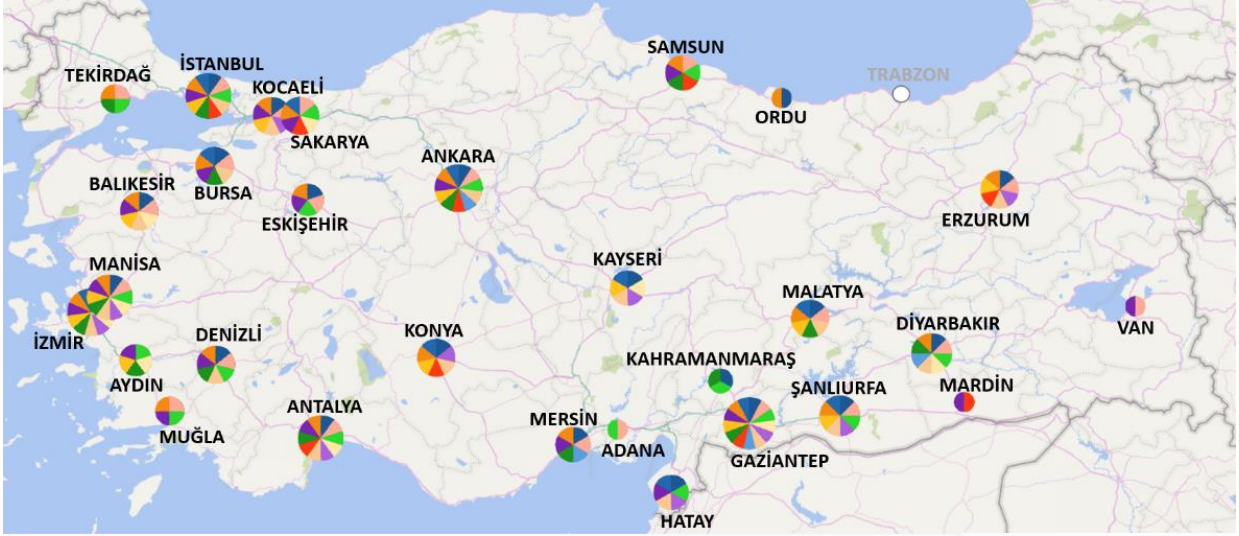 SAMSUN
TEKİRDAĞ
İSTANBUL
KOCAELİ
TRABZON
ORDU
SAKARYA
ANKARA
BALIKESİR
BURSA
ESKİŞEHİR
ERZURUM
MANİSA
KAYSERİ
MALATYA
DİYARBAKIR
VAN
İZMİR
DENİZLİ
KONYA
KAHRAMANMARAŞ
AYDIN
ŞANLIURFA
MARDİN
ANTALYA
MERSİN
MUĞLA
ADANA
GAZİANTEP
HATAY